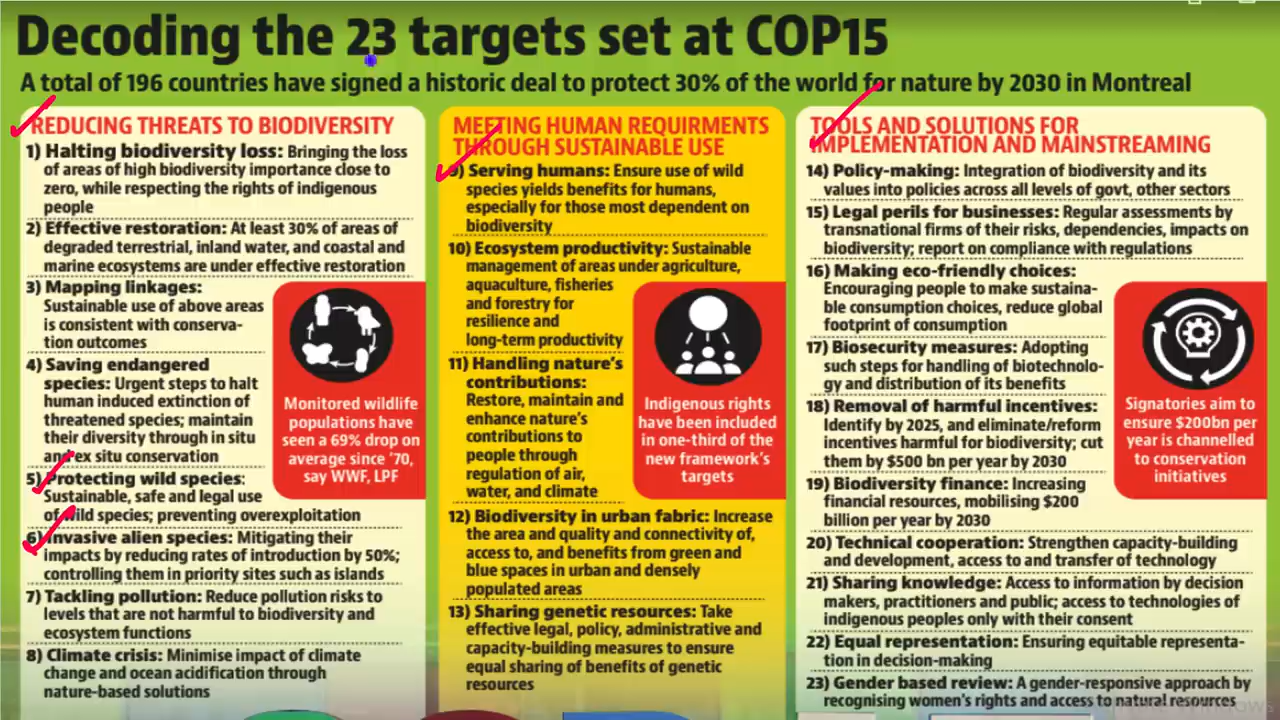 Decoding the 23 targets set at COP15
A total of 196 countries have signed a historic deal to protect 30% of the world for nature by 2030 in Montreal
REDUCING THREATS TO BIODIVERSITY
1) Halting biodiversity loss: Bringing the loss
of areas of high biodiversity importance close to
zero, while respecting the rights of indigenous
people
2) Effective restoration: At least 30% of areas of
degraded terrestrial, inland water, and coastal and
marine ecosystems are under effective restoration
3) Mapping linkages:
Sustainable use of above areas
is consistent with conserva-
tion outcomes
4) Saving endangered
species: Urgent steps to halt
human induced extinction of
threatened species; maintain
their diversity through in situ
and ex situ conservation
5) Protecting wild species:
Sustainable, safe and legal use
of wild species; preventing overexploitation
6) Invasive alien species: Mitigating their
impacts by reducing rates of introduction by 50%;
controlling them in priority sites such as islands
7) Tackling pollution: Reduce pollution risks to
levels that are not harmful to biodiversity and
ecosystem functions
8) Climate crisis: Minimise impact of climate
change and ocean acidification through
nature-based solutions
Monitored wildlife
populations have
seen a 69% drop on
average since '70,
say WWF, LPF
MEETING HUMAN REQUIRMENTS
THROUGH SUSTAINABLE USE
9) Serving humans: Ensure use of wild
species yields benefits for humans,
especially for those most dependent on
biodiversity
10) Ecosystem productivity: Sustainable
management of areas under agriculture,
aquaculture, fisheries
and forestry for
resilience and
long-term productivity
11) Handling nature's
contributions:
Restore, maintain and
enhance nature's
contributions to
people through
regulation of air,
water, and climate
12) Biodiversity in urban fabric: Increase
the area and quality and connectivity of,
access to, and benefits from green and
blue spaces in urban and densely
populated areas
13) Sharing genetic resources: Take
effective legal, policy, administrative and
capacity-building measures to ensure
equal sharing of benefits of genetic
resources
Indigenous rights
have been included
in one-third of the
new framework's
targets
TOOLS AND SOLUTIONS FOR
IMPLEMENTATION AND MAINSTREAMING
14) Policy-making: Integration of biodiversity and its
values into policies across all levels of govt, other sectors
15) Legal perils for businesses: Regular assessments by
transnational firms of their risks, dependencies, impacts on
biodiversity; report on compliance with regulations
16) Making eco-friendly choices:
Encouraging people to make sustaina-
ble consumption choices, reduce global
footprint of consumption
17) Biosecurity measures: Adopting
such steps for handling of biotechnolo-
gy and distribution of its benefits
18) Removal of harmful incentives:
Identify by 2025, and eliminate/reform
incentives harmful for biodiversity; cut
them by $500 bn per year by 2030
19) Biodiversity finance: Increasing
financial resources, mobilising $200
billion per year by 2030
20) Technical cooperation: Strengthen capacity-building
and development, access to and transfer of technology
21) Sharing knowledge: Access to information by decision
makers, practitioners and public; access to technologies of
indigenous peoples only with their consent
22) Equal representation: Ensuring equitable representa-
tion in decision-making
23) Gender based review: A gender-responsive approach by
recognising women's rights and access to natural resources
Signatories aim to
ensure $200bn per
year is channelled
to conservation
initiatives